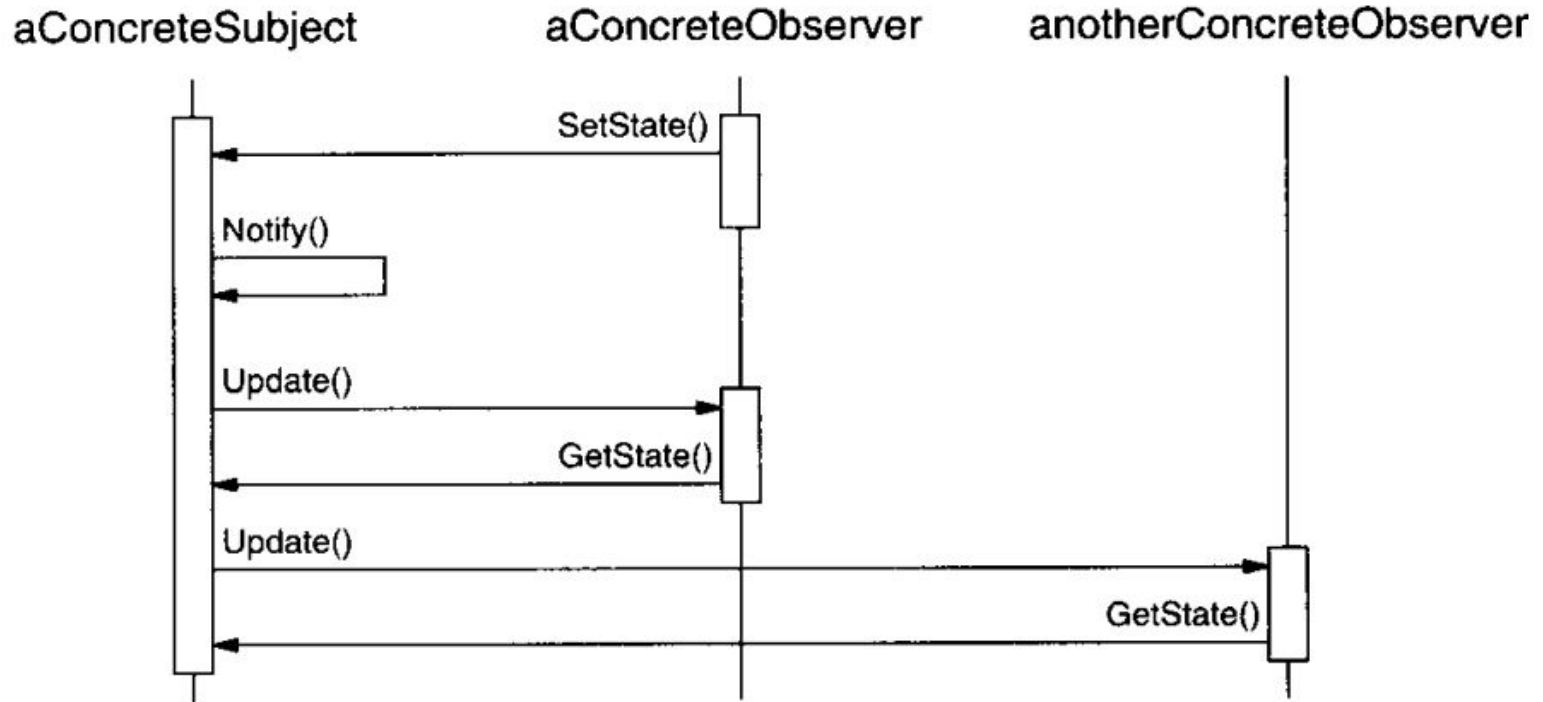 aConcreteSubject
aConcreteObserver
anotherConcreteObserver
SetState()
Notify()
Update()
GetState()
Update()
GetState()